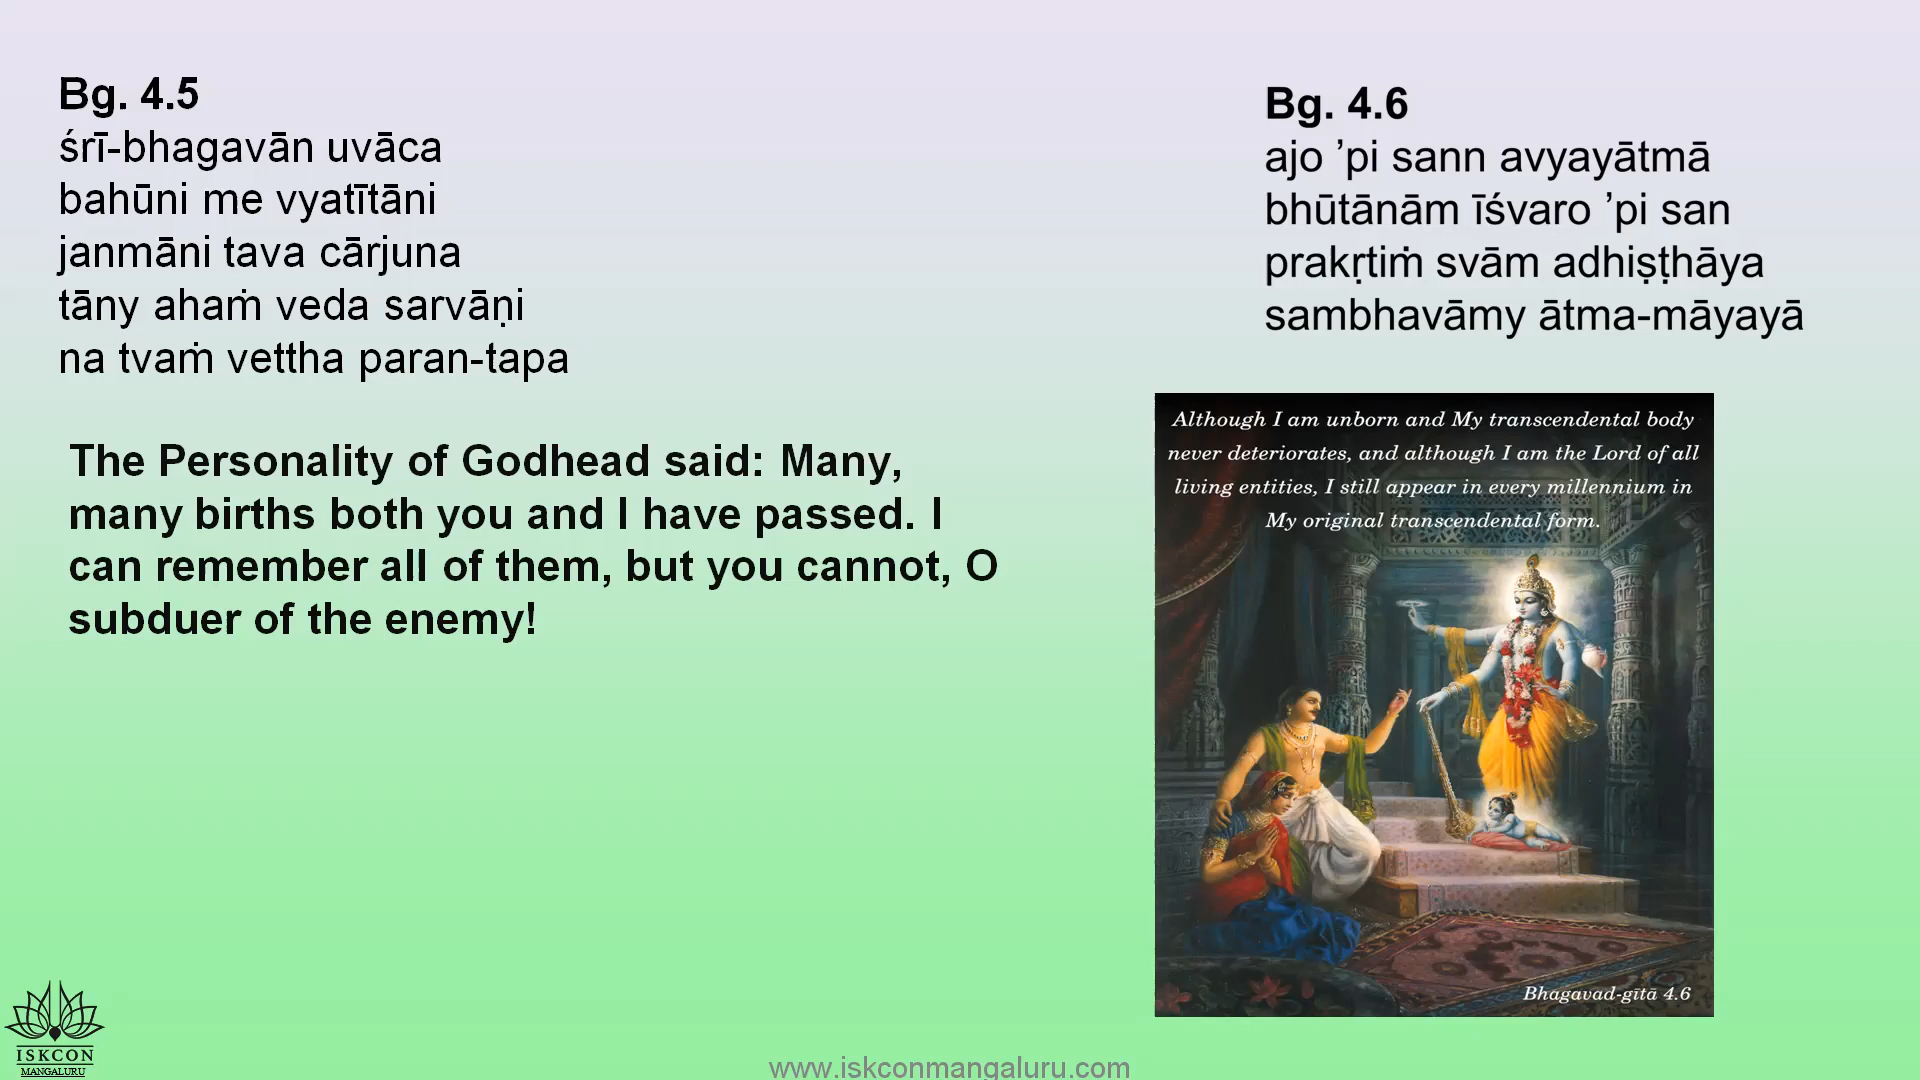 Bg. 4.5
śrī-bhagavān uvāca
bahūni me vyatītāni
janmāni tava cārjuna
tāny ahaṁ veda sarvāṇi
na tvaṁ vettha paran-tapa
The Personality of Godhead said: Many,
many births both you and I have passed. I
can remember all of them, but you cannot, O
subduer of the enemy!
Bg. 4.6
ajo ’pi sann avyayātmā
bhūtānām īśvaro ’pi san
prakṛtiṁ svām adhiṣṭhāya
sambhavāmy ātma-māyayā
Although I am unborn and My transcendental body
never deteriorates, and although I am the Lord of all
living entities, I still appear in every millennium in
My original transcendental form.
Bhagavad-gītā 4.6
ISKCON
MANGALURU
www.iskconmangaluru.com